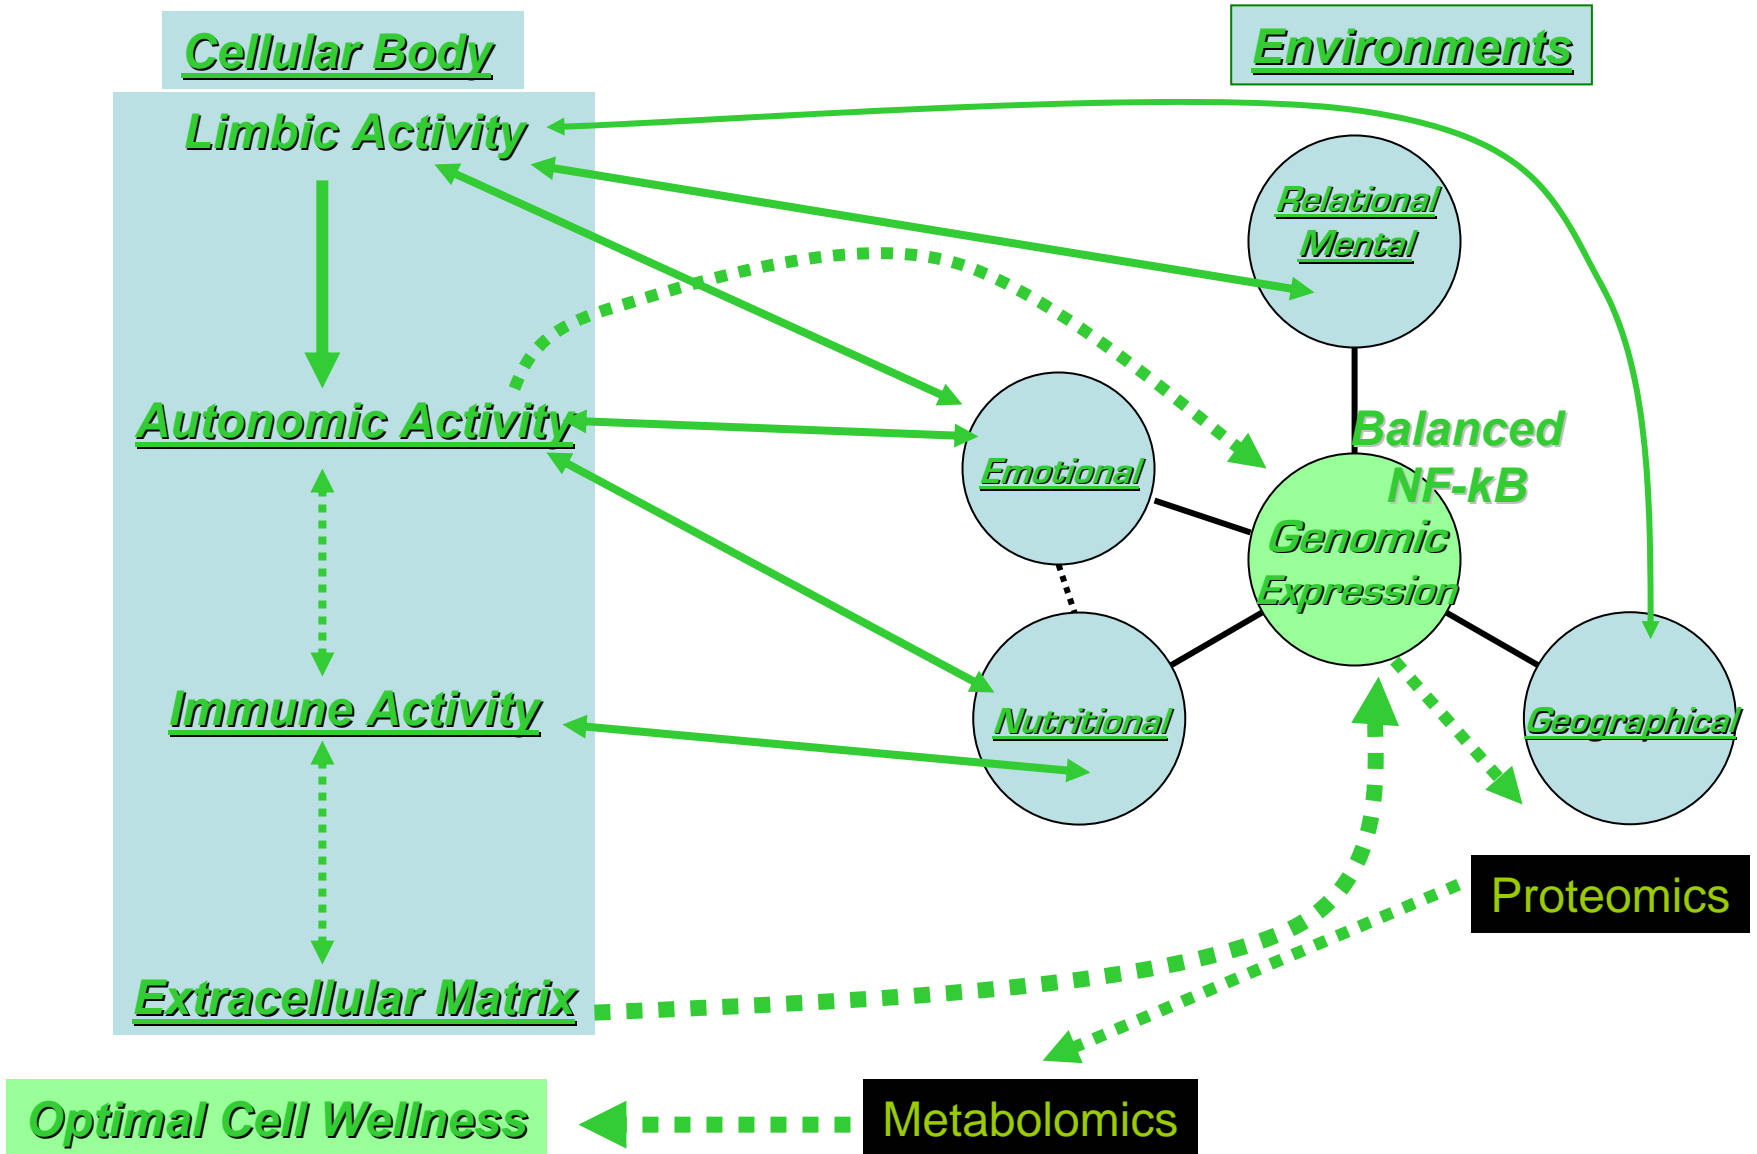 Cellular Body
Environments
Limbic Activity
Relational
Mental
Autonomic Activity
Balanced
NF-kB
Emotional
Genomic
Expression
Immune Activity
Nutritional
Geographical
Proteomics
Extracellular Matrix
Optimal Cell Wellness
Metabolomics